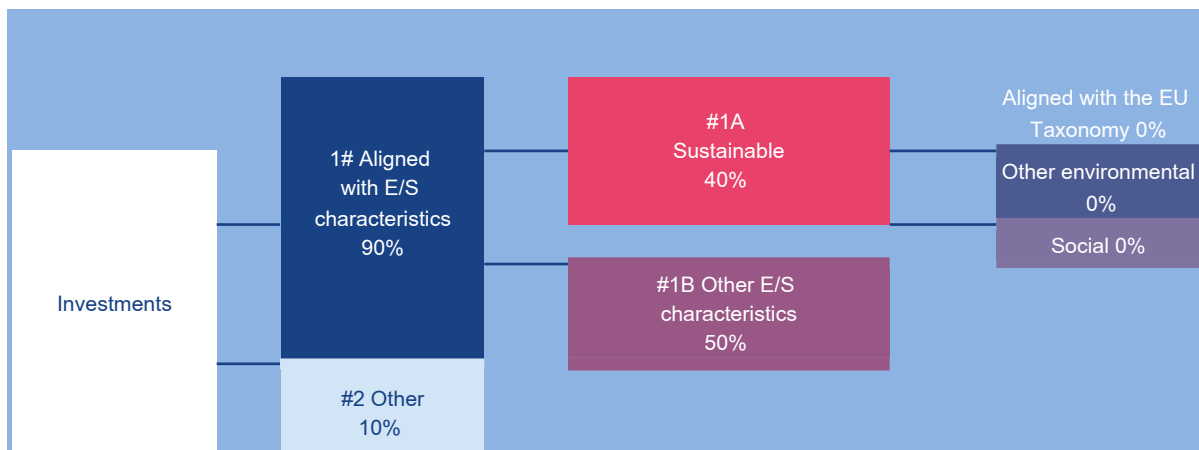 Investments
1# Aligned
with E/S
characteristics
90%
#2 Other
10%
#1A
Sustainable
40%
#1B Other E/S
characteristics
50%
Aligned with the EU
Taxonomy 0%
Other environmental
0%
Social 0%